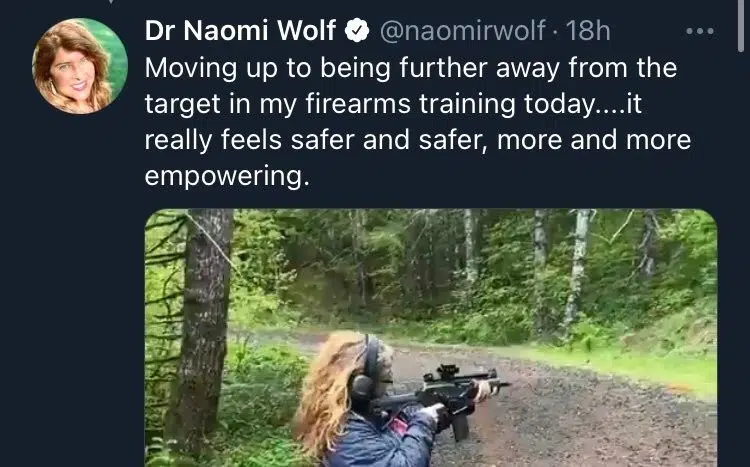 Dr Naomi Wolf @naomirwolf · 18h
Moving up to being further away from the
target in my firearms training today....it
really feels safer and safer, more and more
empowering.